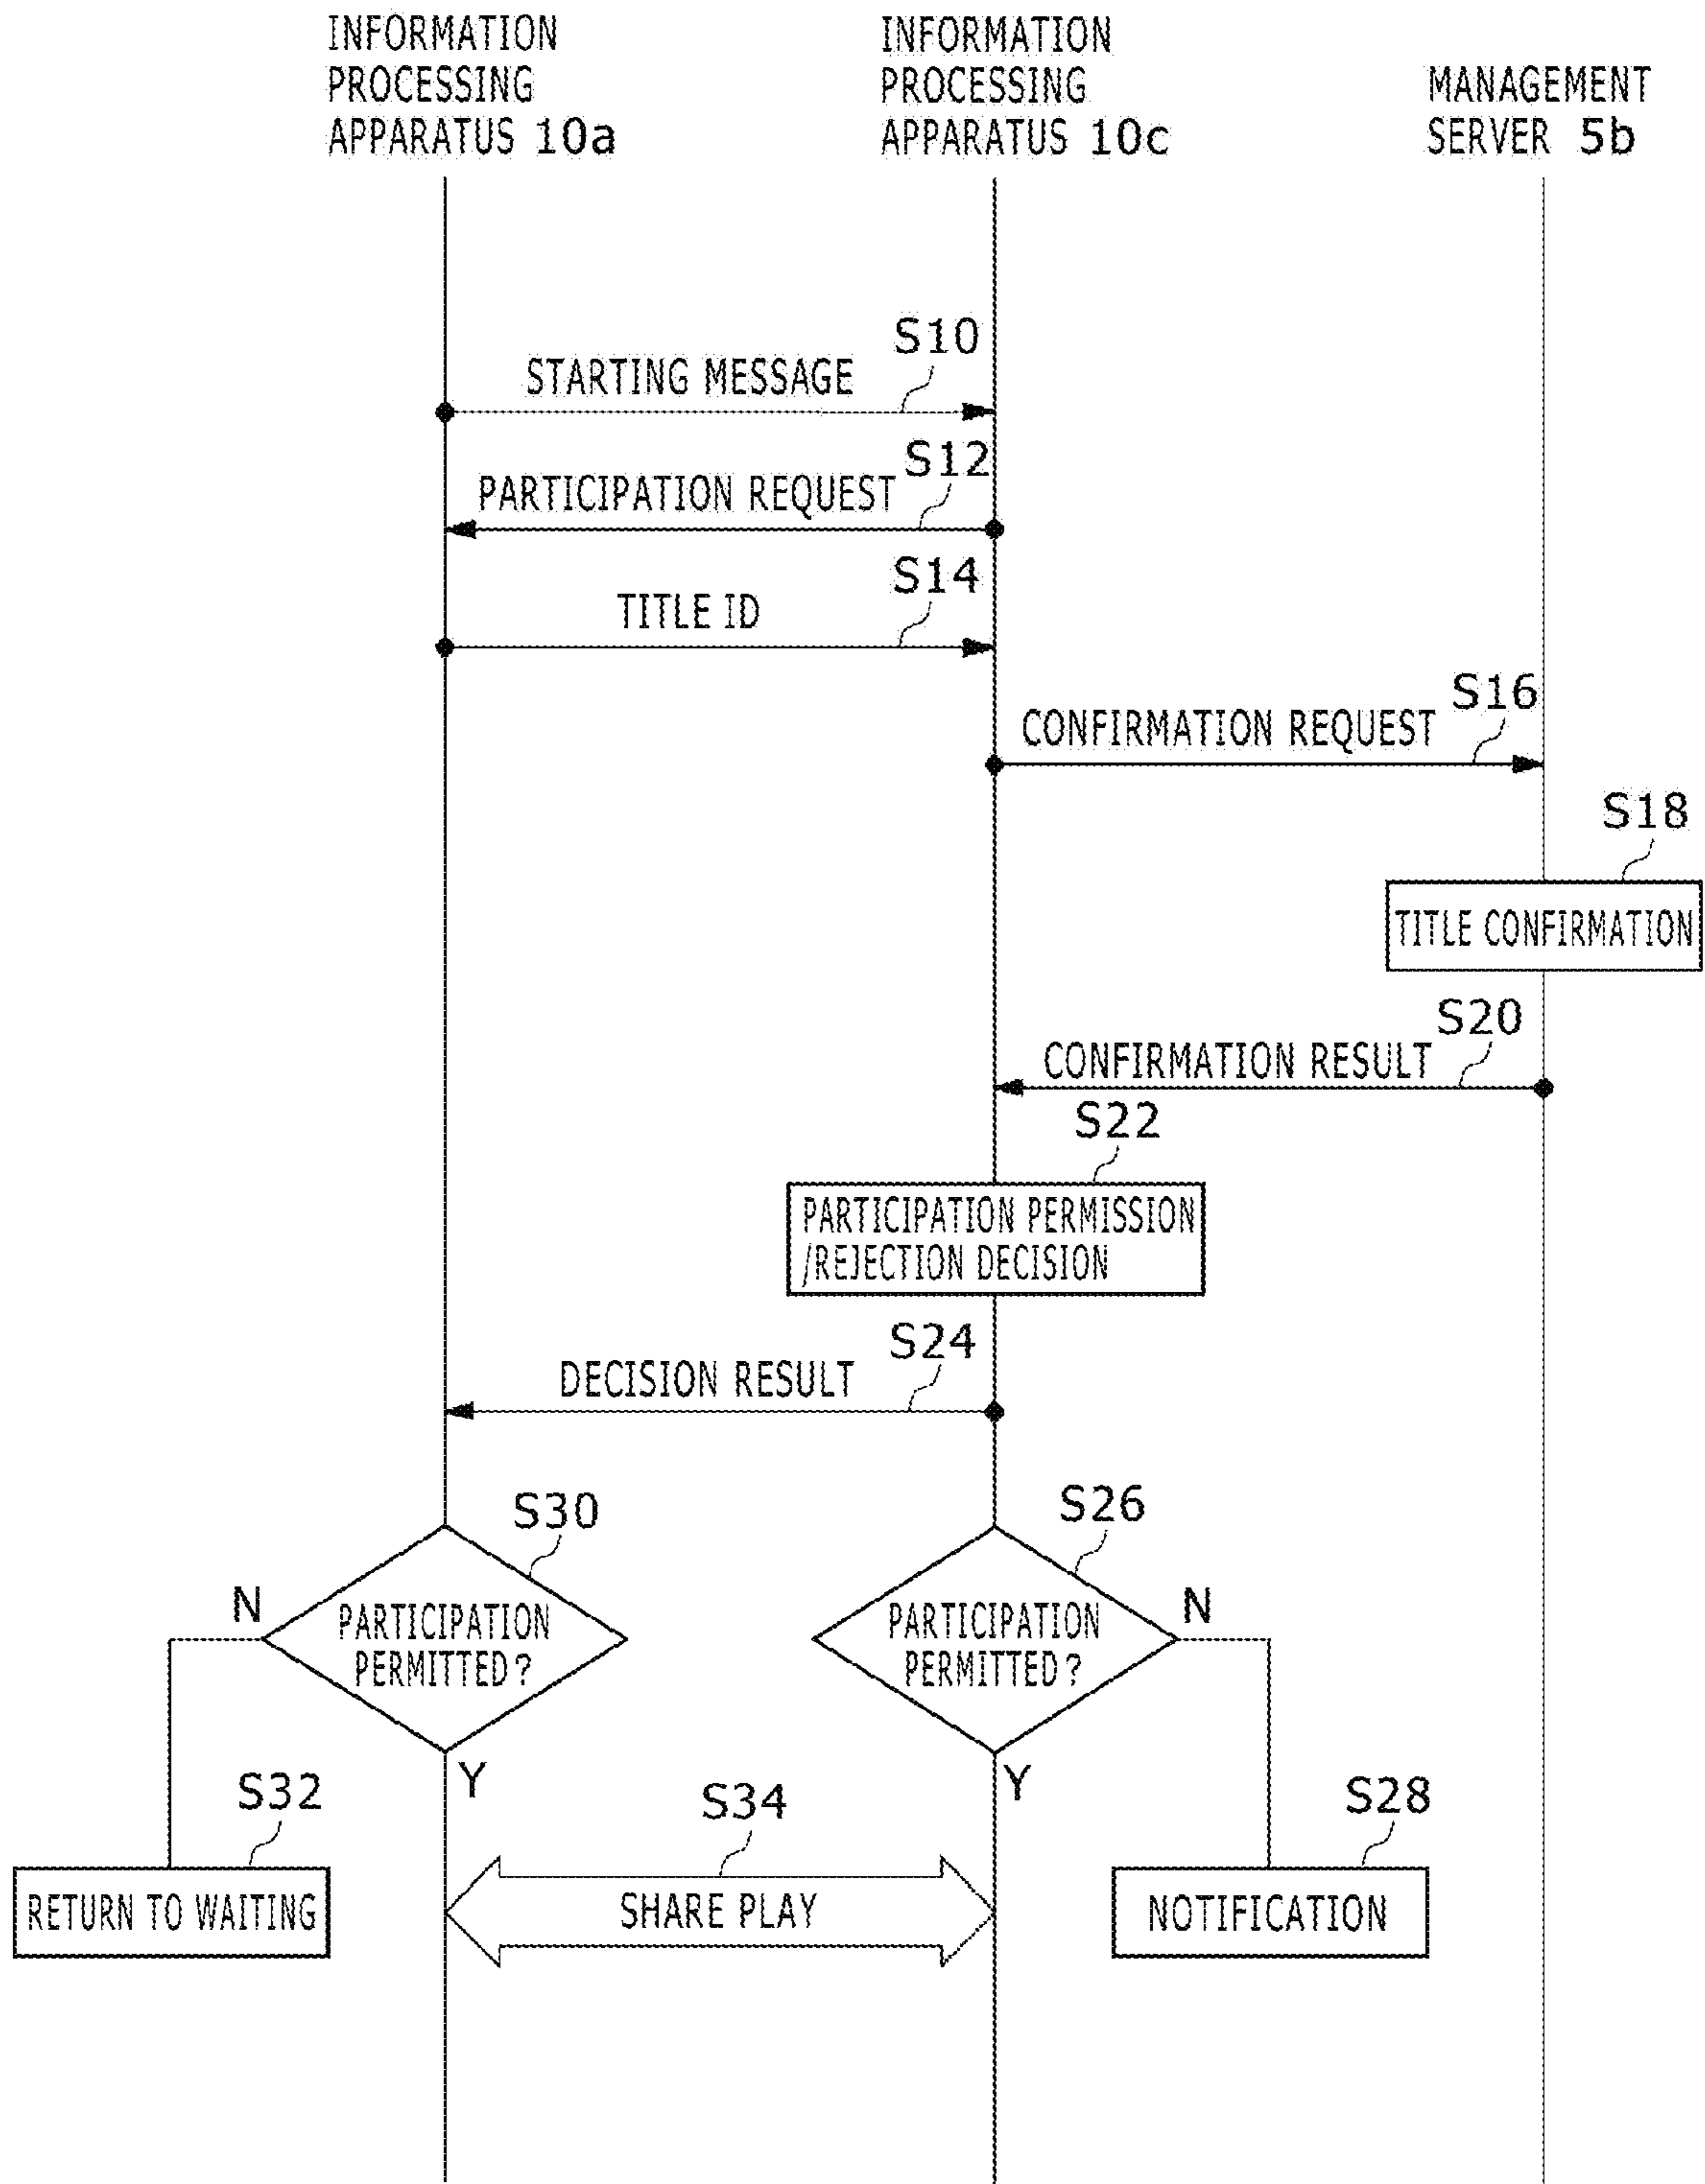 INFORMATION
PROCESSING
APPARATUS 10a
INFORMATION
PROCESSING
APPARATUS 10c
MANAGEMENT
SERVER 5b
S10
STARTING MESSAGE
S12
PARTICIPATION REQUEST
S14
TITLE ID
S16
CONFIRMATION REQUEST
S18
TITLE CONFIRMATION
S20
CONFIRMATION RESULT
S22
PARTICIPATION PERMISSION
/REJECTION DECISION
S24
DECISION RESULT
S30
N
PARTICIPATION
PERMITTED?
Y
S26
PARTICIPATION
PERMITTED?
N
Y
S32
RETURN TO WAITING
S34
SHARE PLAY
S28
NOTIFICATION